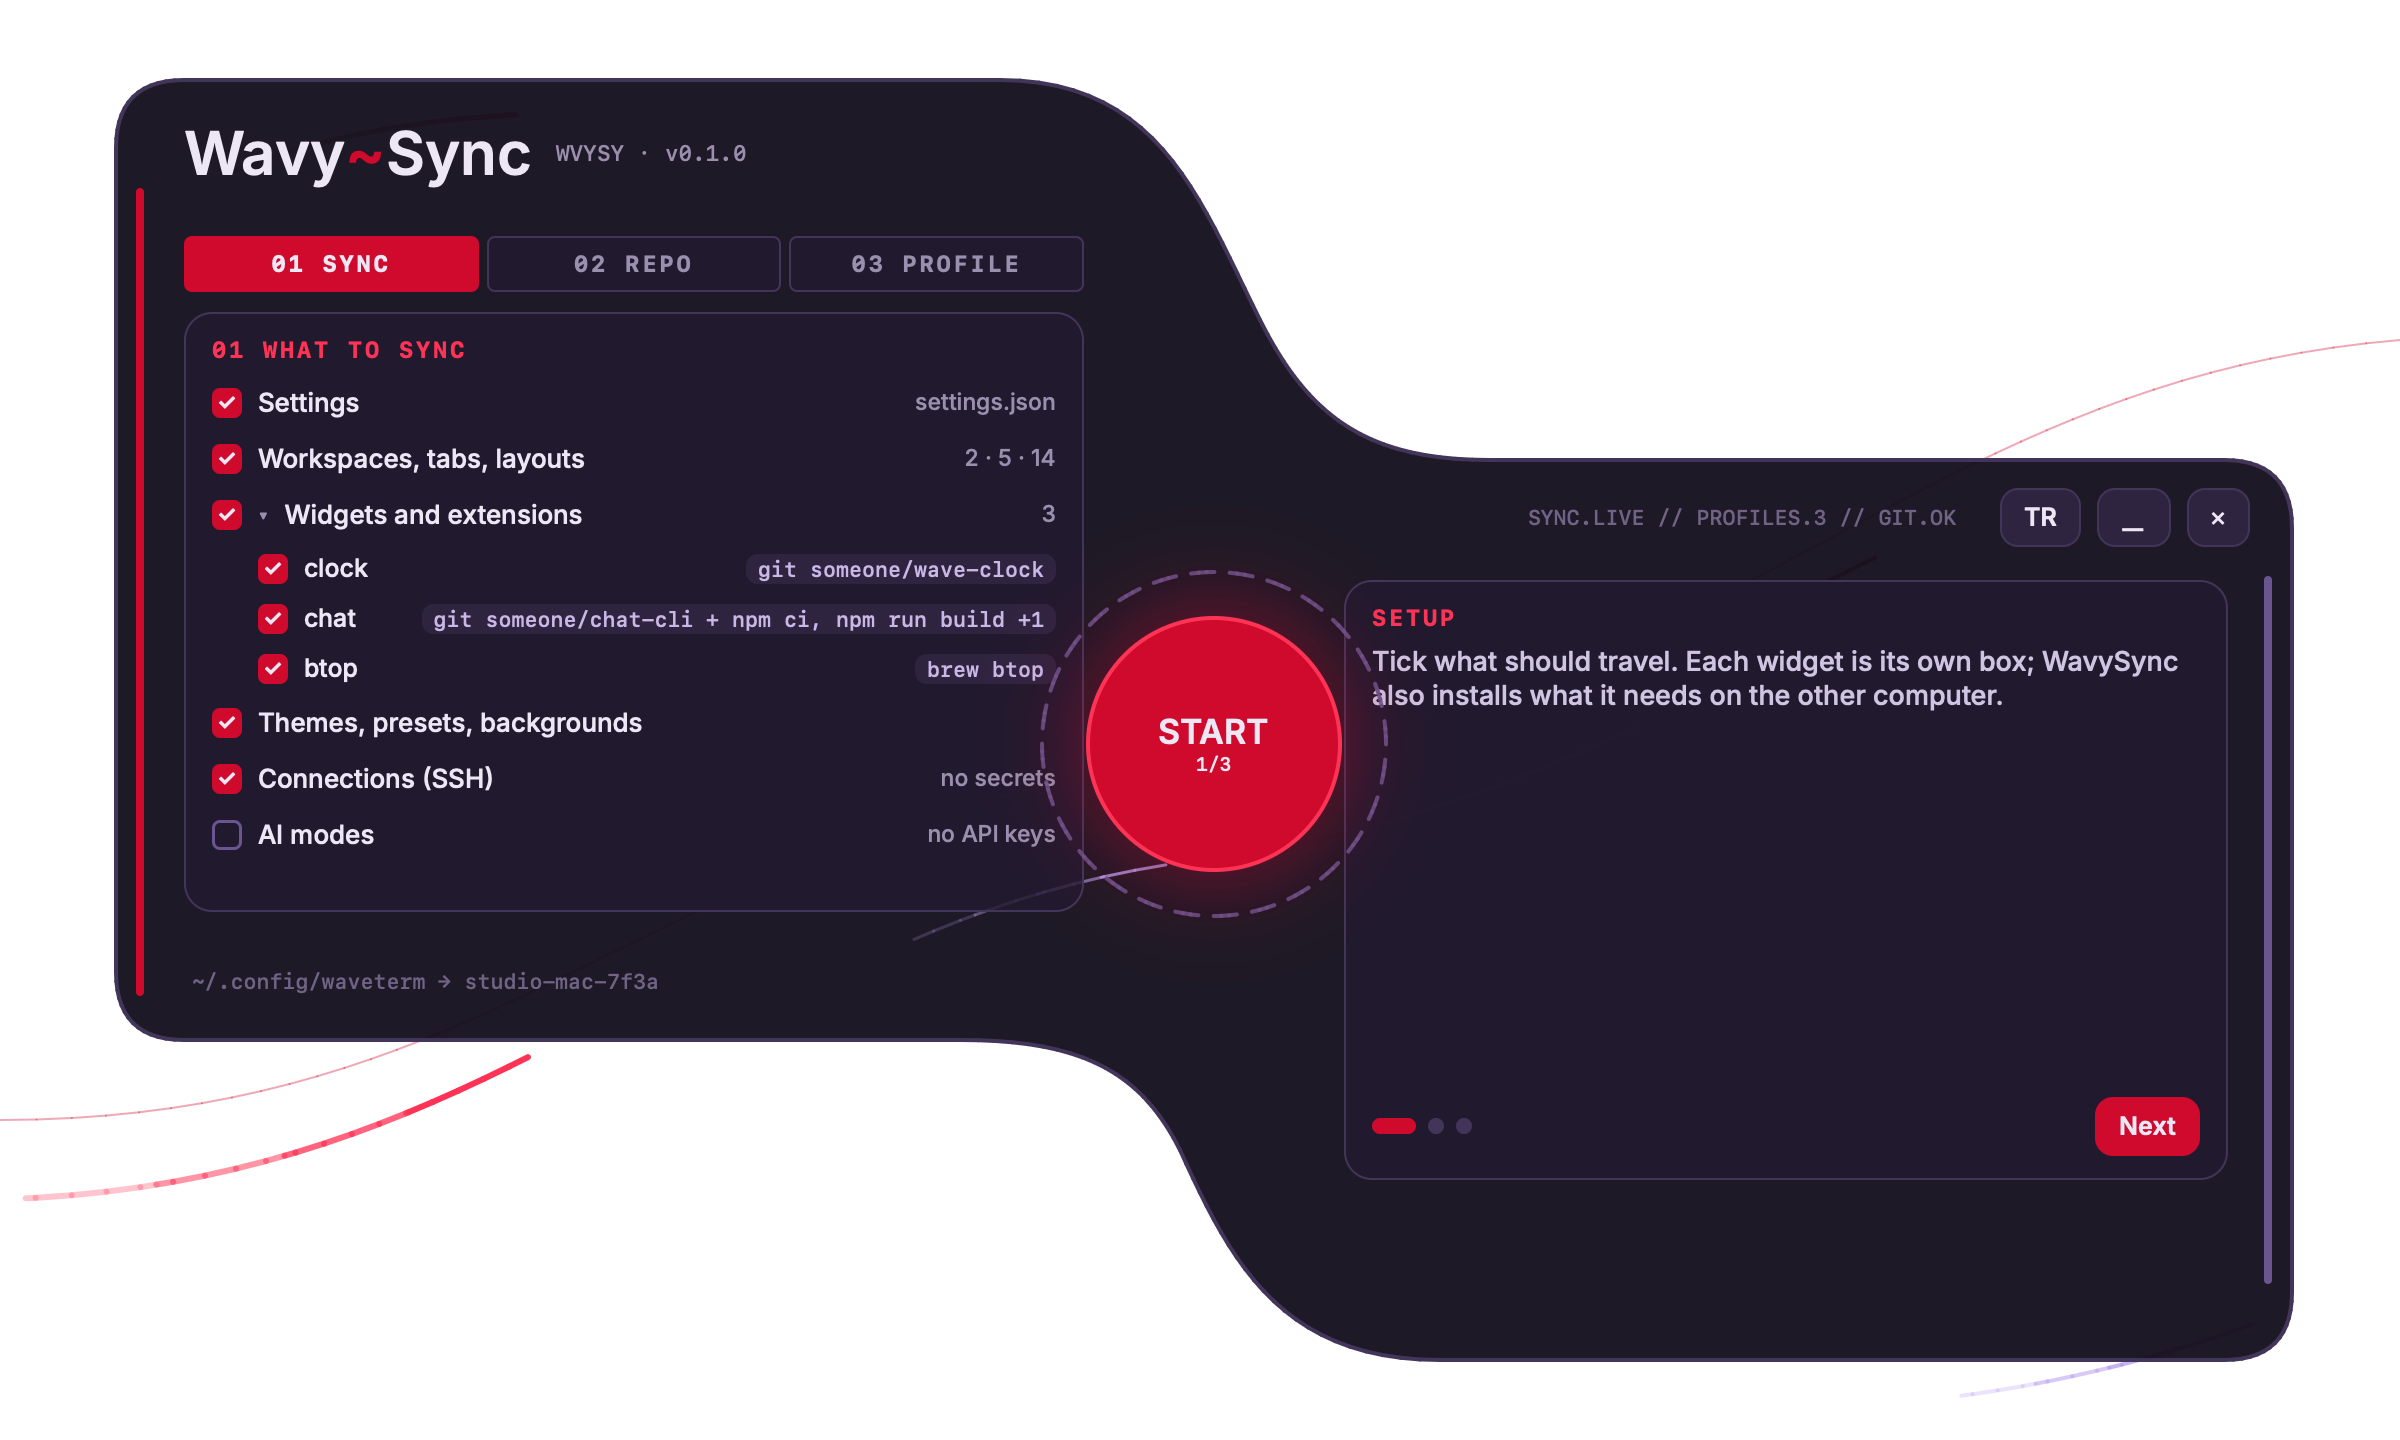 Wavy~Sync WVYSY · v0.1.0
01 SYNC
02 REPO
03 PROFILE
01 WHAT TO SYNC
Settings settings.json
Workspaces, tabs, layouts 2 · 5 · 14
Widgets and extensions 3
clock git someone/wave-clock
chat git someone/chat-cli + npm ci, npm run build +1
btop brew btop
Themes, presets, backgrounds
Connections (SSH) no secrets
AI modes no API keys
~/.config/waveterm → studio-mac-7f3a
START
1/3
SYNC.LIVE // PROFILES.3 // GIT.OK
TR
_
×
SETUP
Tick what should travel. Each widget is its own box; WavySync
also installs what it needs on the other computer.
Next